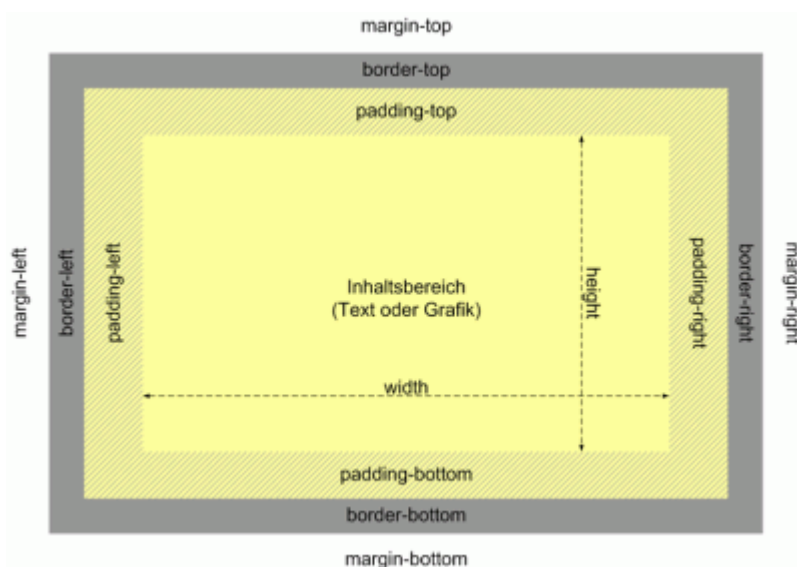 margin-top
border-top
padding-top
margin-left
border-left
padding-left
Inhaltsbereich
(Text oder Grafik)
height
padding-right
border-right
margin-right
width
padding-bottom
border-bottom
margin-bottom